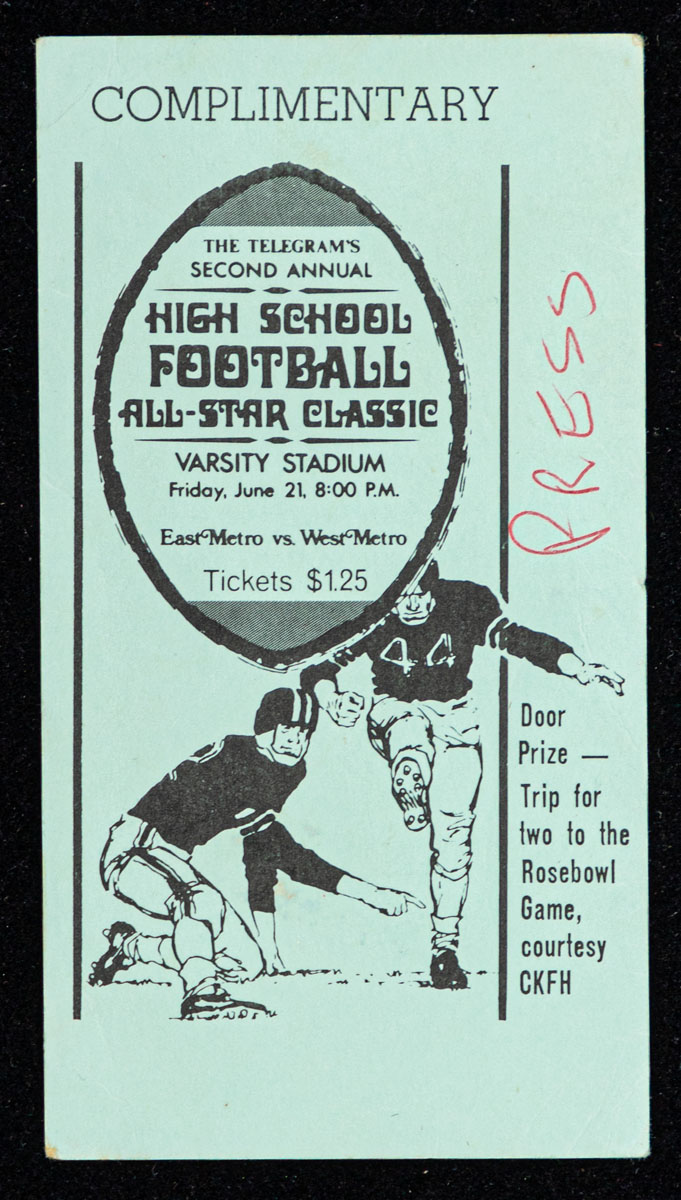 COMPLIMENTARY
THE TELEGRAM'S
SECOND ANNUAL
HIGH SCHOOL
FOOTBALL
ALL-STAR CLASSIC
VARSITY STADIUM
Friday, June 21, 8:00 P.M.
East Metro vs. West Metro
Tickets $1.25
44
PRESS
Door
Prize —
Trip for
two to the
Rosebowl
Game,
courtesy
CKFH